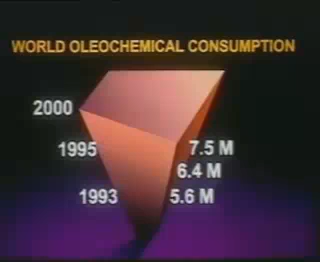 WORLD OLEOCHEMICAL CONSUMPTION
2000
1995
1993
7.5 M
6.4 M
5.6 M